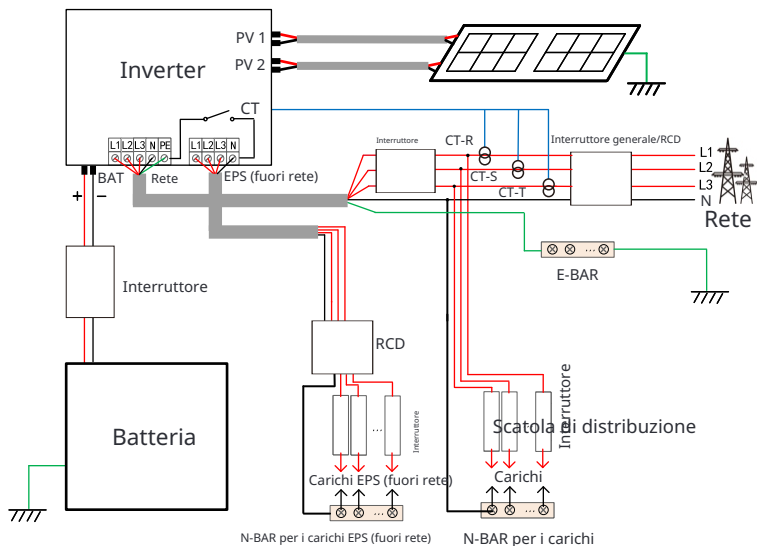 PV 1
PV 2
Inverter
CT
L1 L2 L3 N PE
L1 L2 L3 N
BAT
Rete
EPS (fuori rete)
+
−
Interruttore
CT-R
CT-S
CT-T
Interruttore generale/RCD
L1
L2
L3
N
Rete
E-BAR
Interruttore
RCD
Batteria
Interruttore
Interruttore
Scatola di distribuzione
Carichi EPS (fuori rete)
Carichi
N-BAR per i carichi EPS (fuori rete)
N-BAR per i carichi